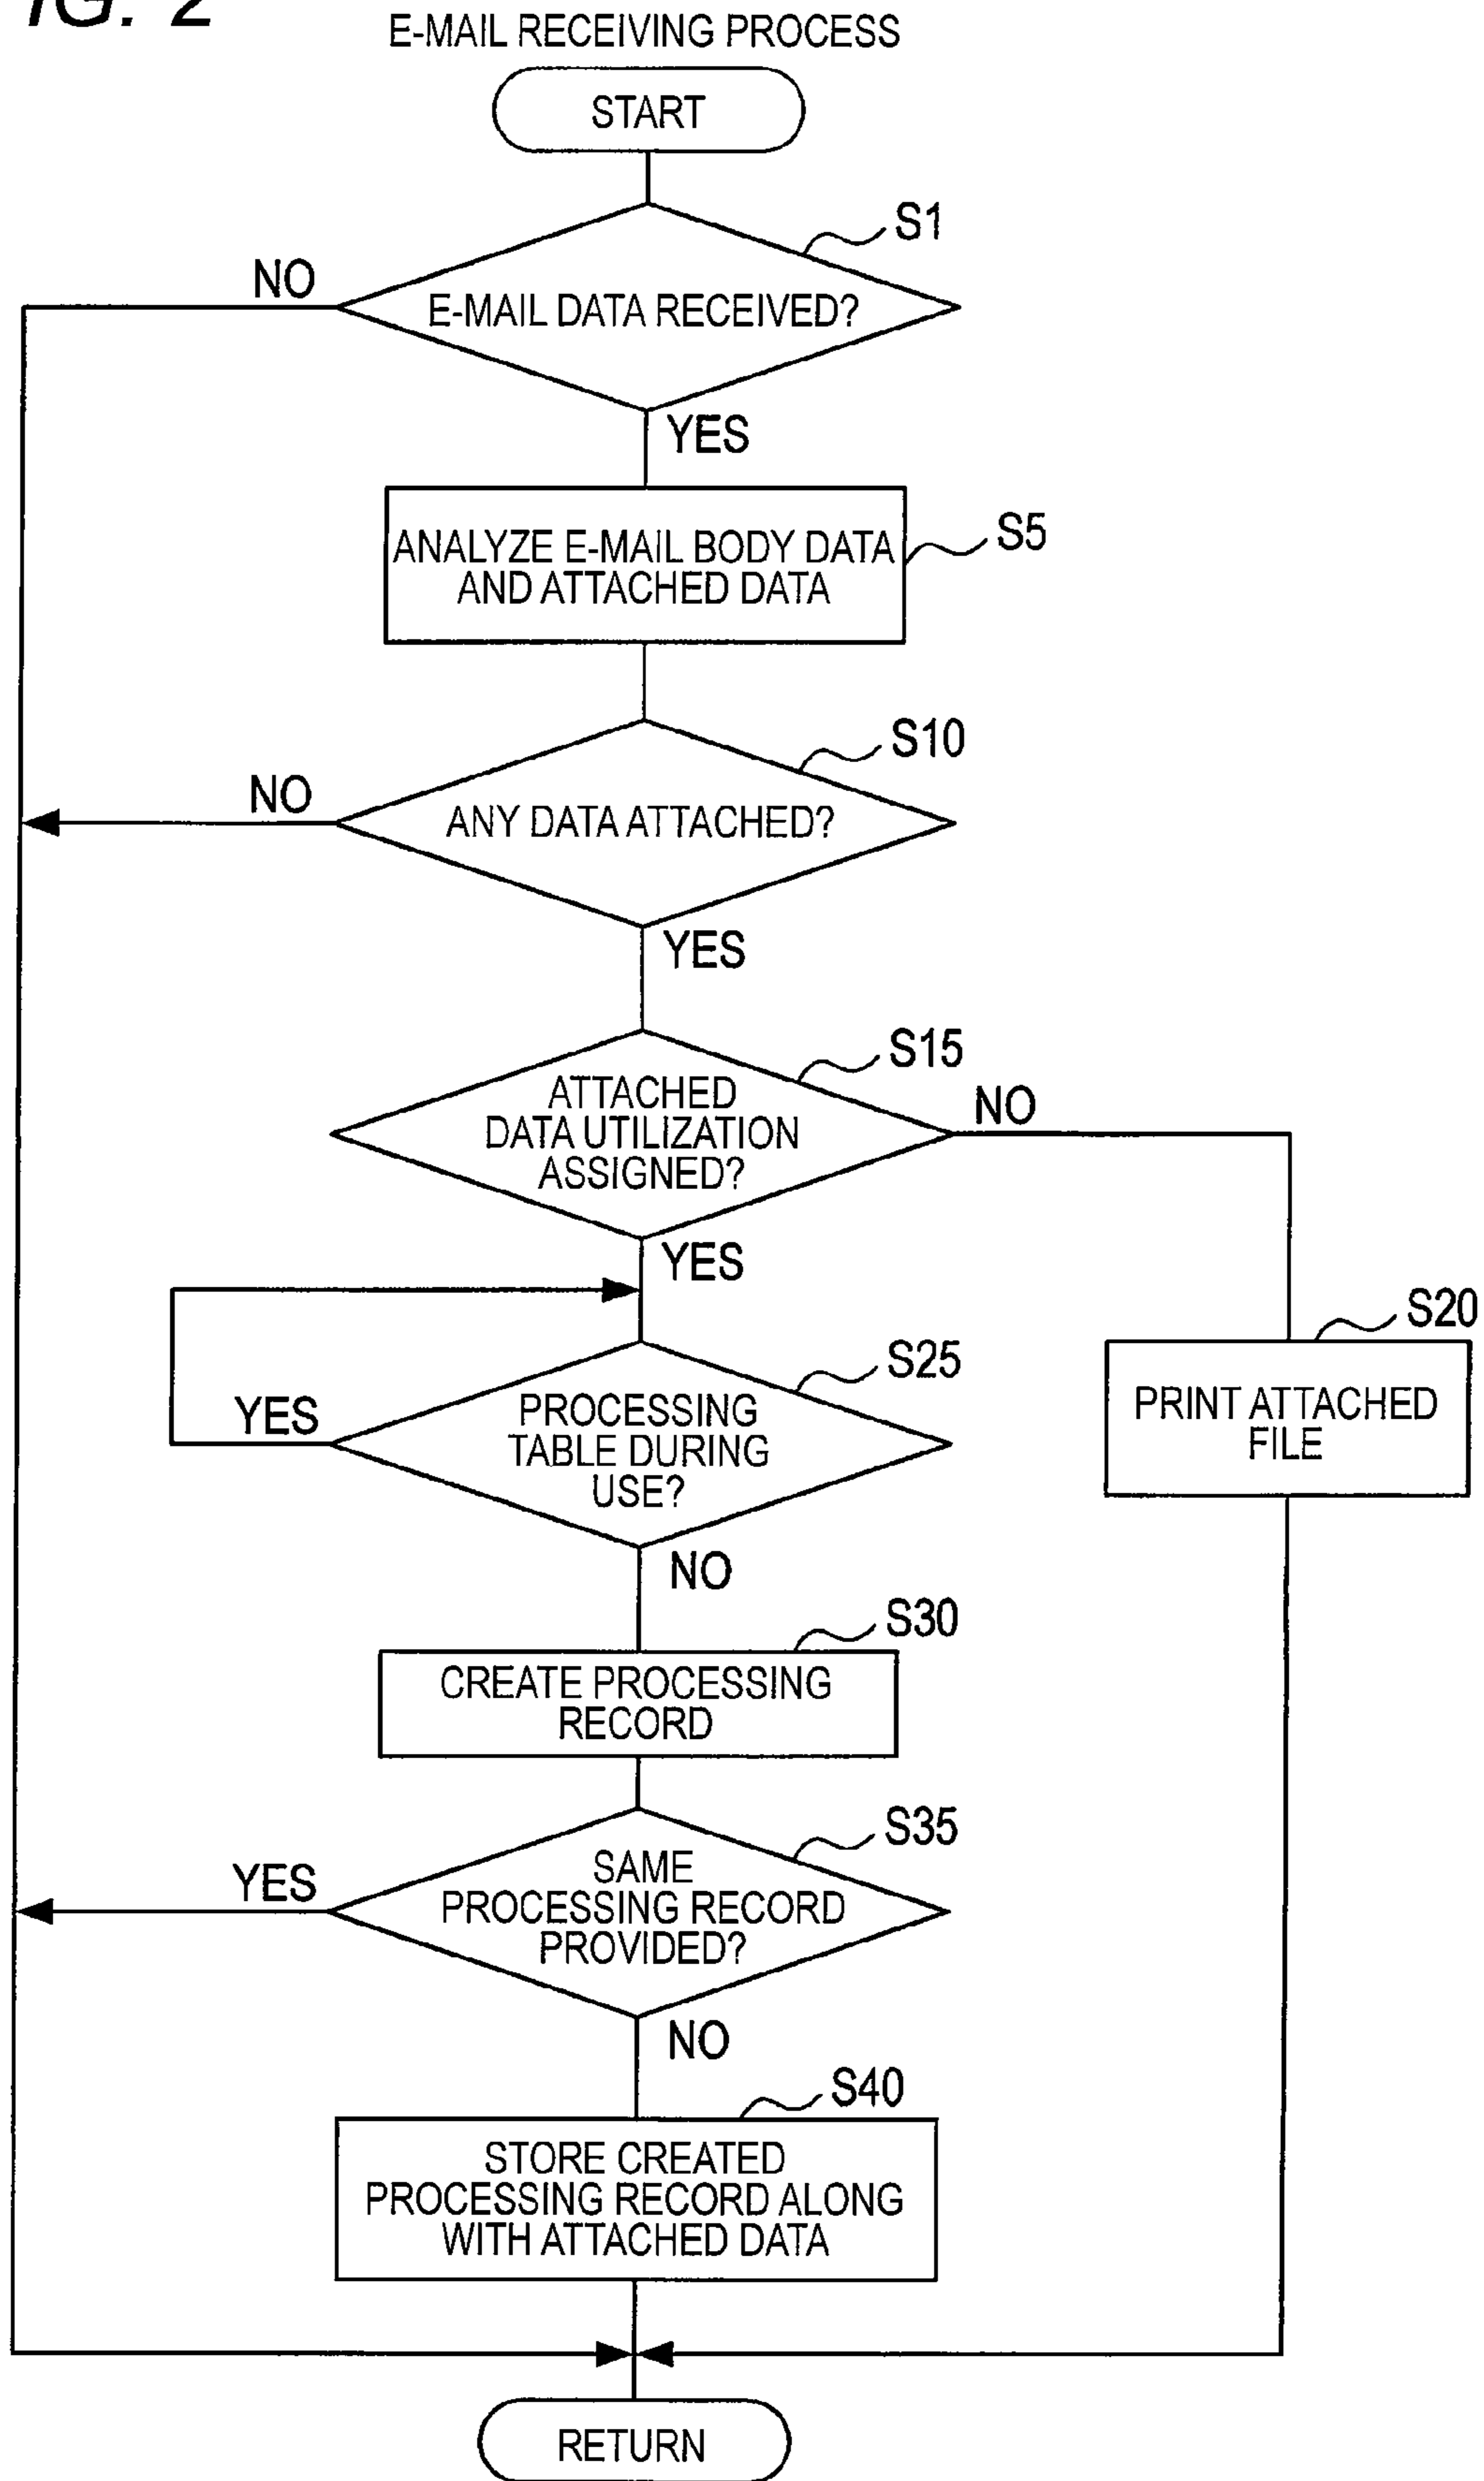 IG. 2
E-MAIL RECEIVING PROCESS
START
S1
NO
E-MAIL DATA RECEIVED?
YES
ANALYZE E-MAIL BODY DATA
AND ATTACHED DATA
S5
S10
NO
ANY DATA ATTACHED?
YES
S15
ATTACHED
DATA UTILIZATION
ASSIGNED?
NO
YES
S20
PRINT ATTACHED
FILE
S25
YES
PROCESSING
TABLE DURING
USE?
NO
S30
CREATE PROCESSING
RECORD
S35
YES
SAME
PROCESSING RECORD
PROVIDED?
NO
S40
STORE CREATED
PROCESSING RECORD ALONG
WITH ATTACHED DATA
RETURN